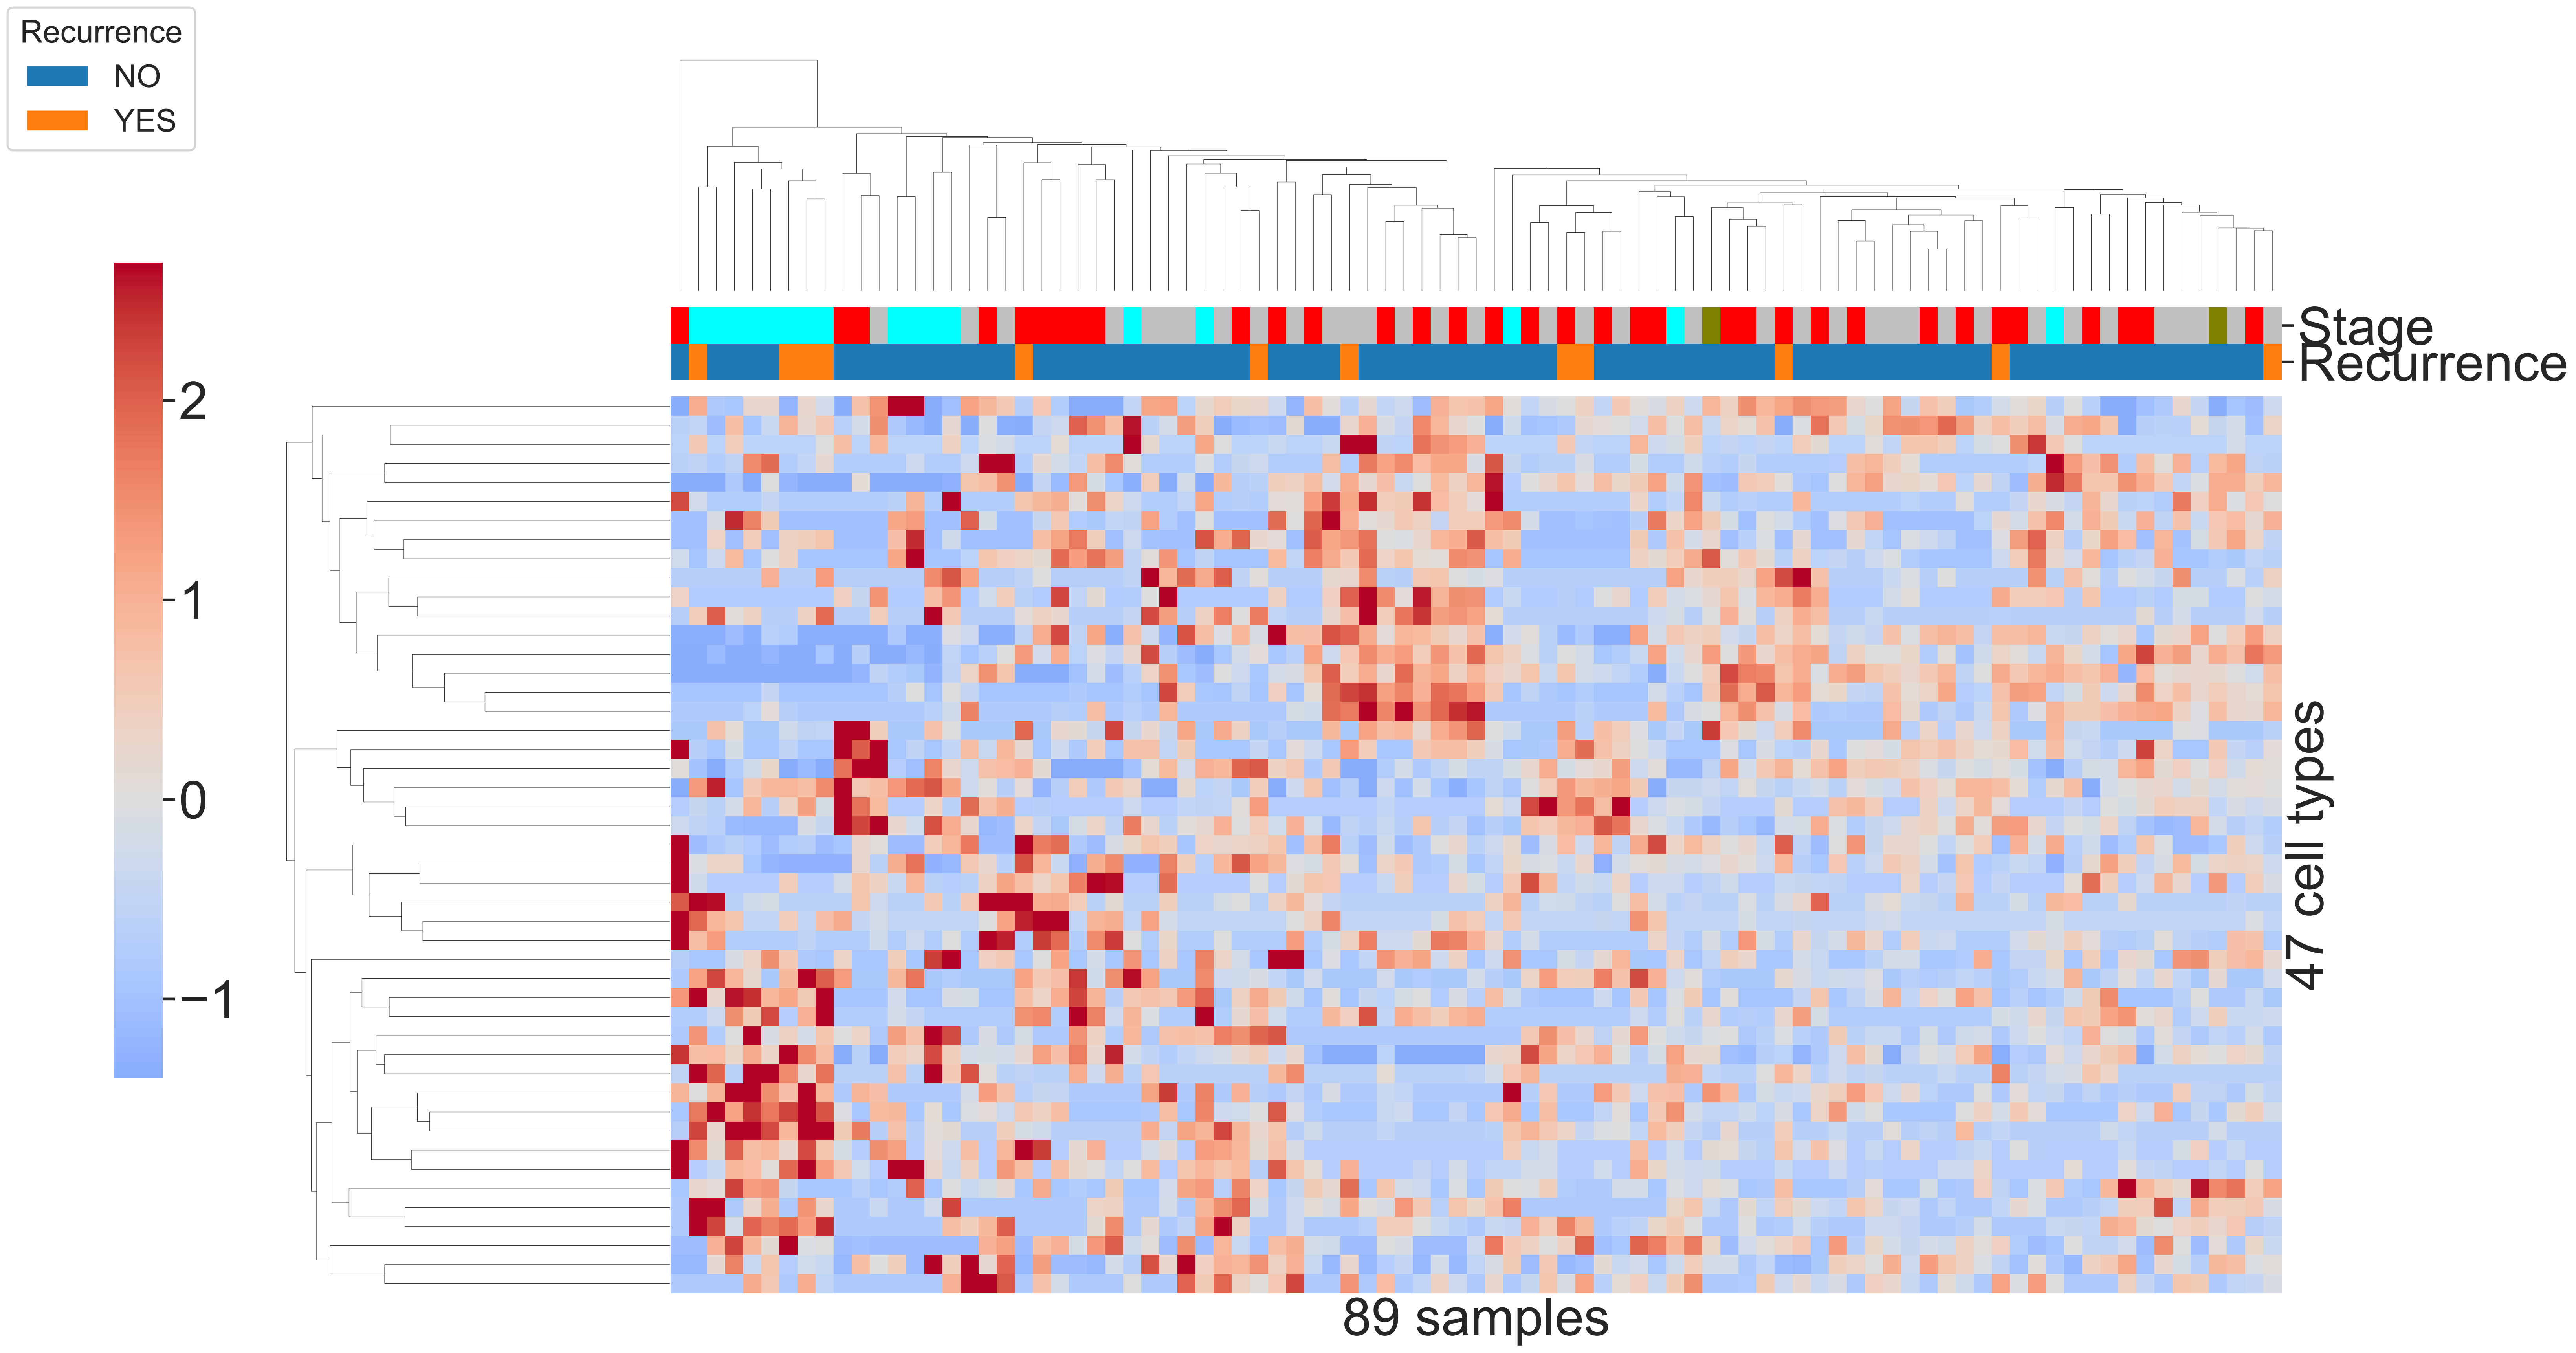 Recurrence
NO
YES
Stage
Recurrence
2
1
0
−1
47 cell types
89 samples